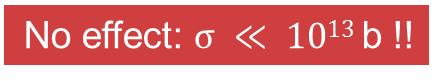 No effect: σ ≪ 10¹³ b !!